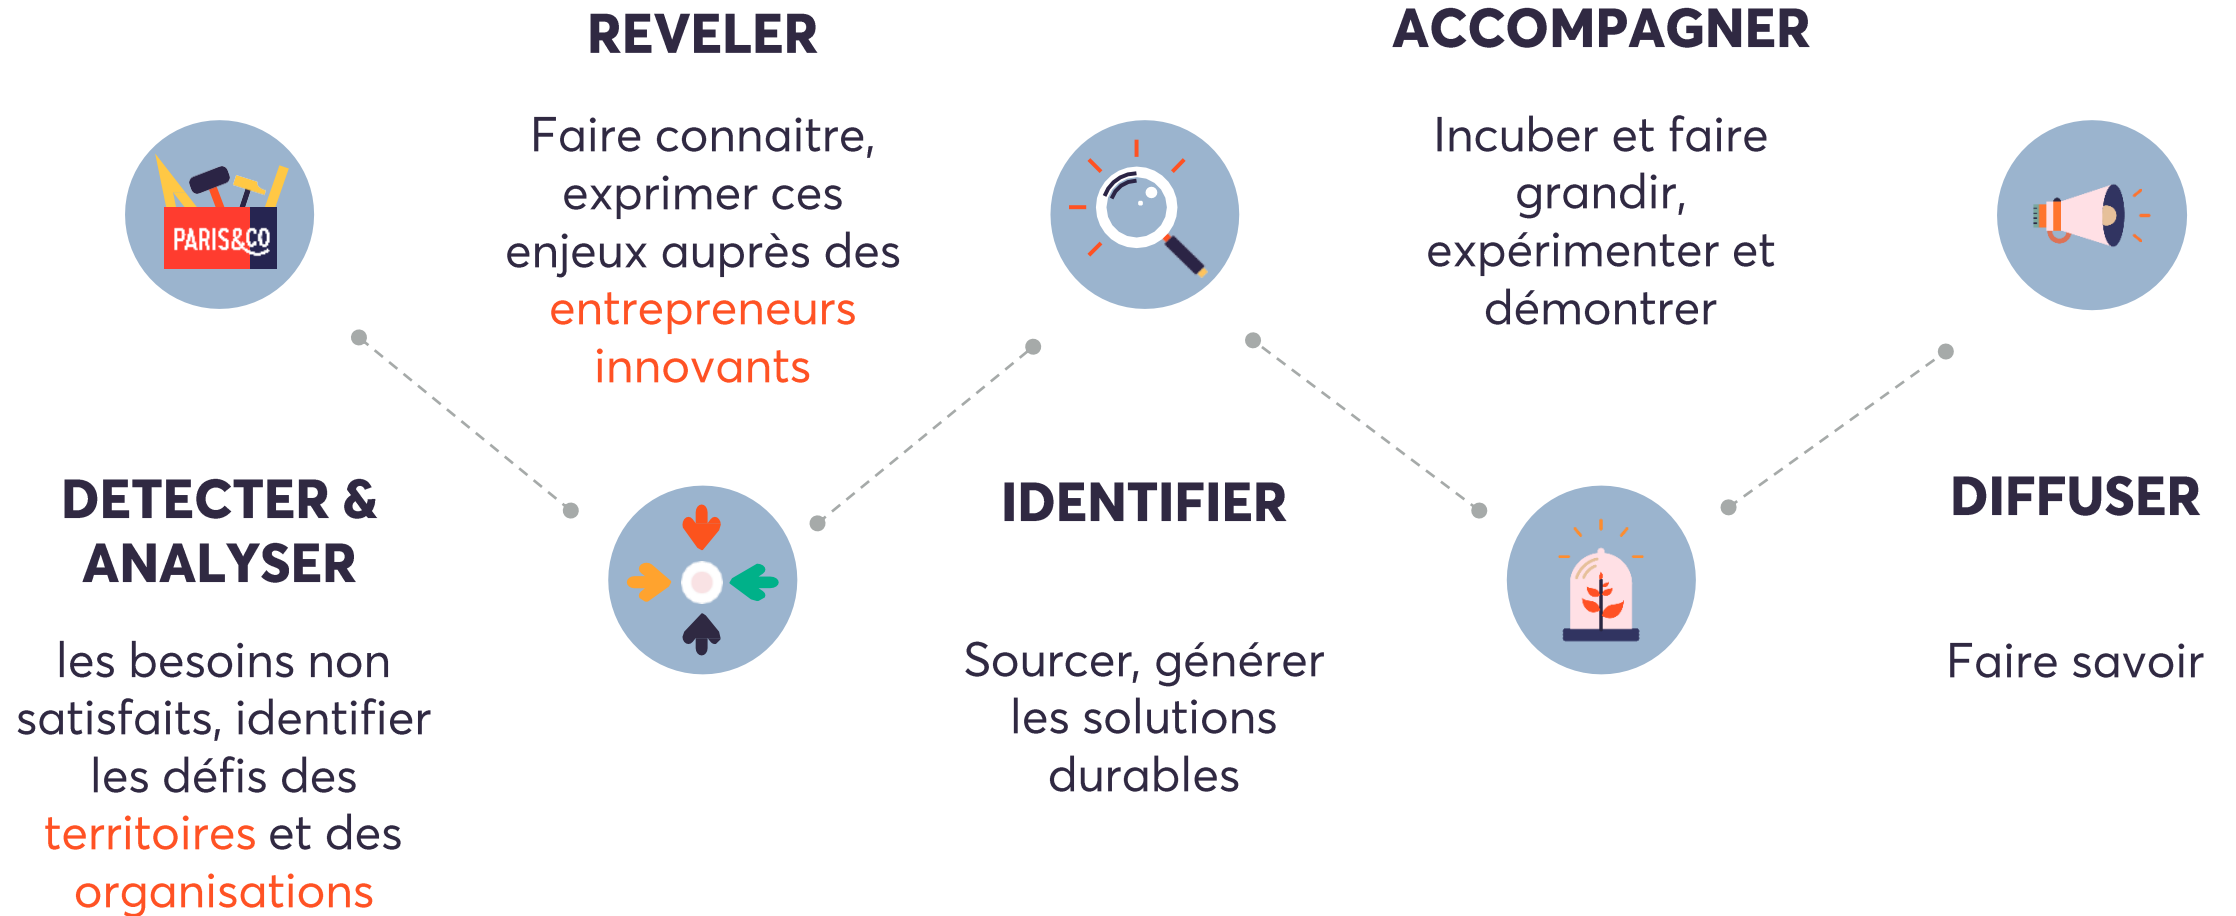 PARIS&CO
DETECTER &
ANALYSER
les besoins non
satisfaits, identifier
les défis des
territoires et des
organisations
REVELER
Faire connaitre,
exprimer ces
enjeux auprès des
entrepreneurs
innovants
IDENTIFIER
Sourcer, générer
les solutions
durables
ACCOMPAGNER
Incuber et faire
grandir,
expérimenter et
démontrer
DIFFUSER
Faire savoir